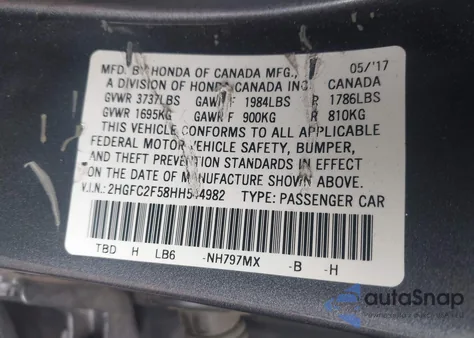 MFD. BY HONDA OF CANADA MFG., 05/'17
A DIVISION OF HONDA CANADA INC. CANADA
GVWR 3737LBS GAWR F 1984LBS R 1786LBS
GVWR 1695KG GAWR F 900KG R 810KG
THIS VEHICLE CONFORMS TO ALL APPLICABLE
FEDERAL MOTOR VEHICLE SAFETY, BUMPER,
AND THEFT PREVENTION STANDARDS IN EFFECT
ON THE DATE OF MANUFACTURE SHOWN ABOVE.
V.I.N.: TYPE: PASSENGER CAR
TBD H LB6 -NH797MX -B -H
autoSnap